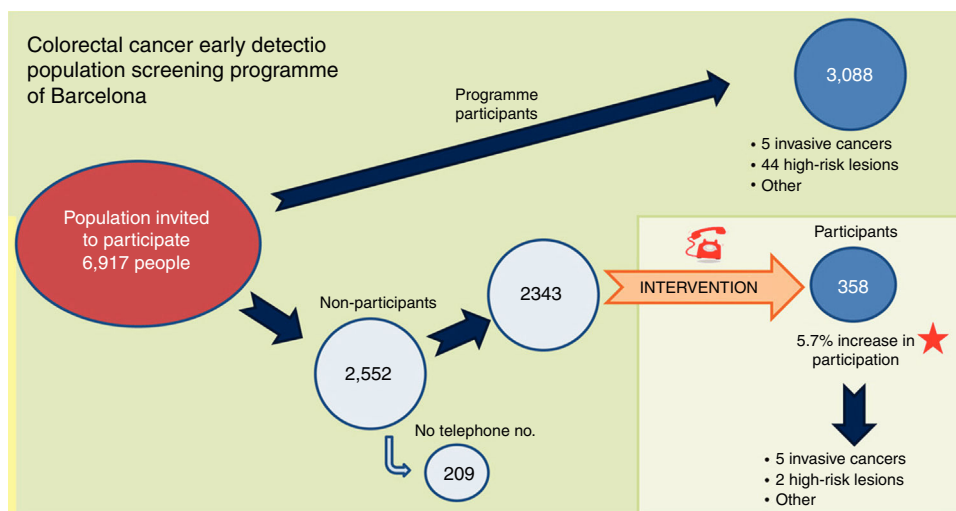 Colorectal cancer early detectio
population screening programme
of Barcelona
Programme
participants
3,088
• 5 invasive cancers
• 44 high-risk lesions
• Other
Population invited
to participate
6,917 people
Non-participants
2,552
2343
No telephone no.
209
INTERVENTION
Participants
358
5.7% increase in
participation
• 5 invasive cancers
• 2 high-risk lesions
• Other